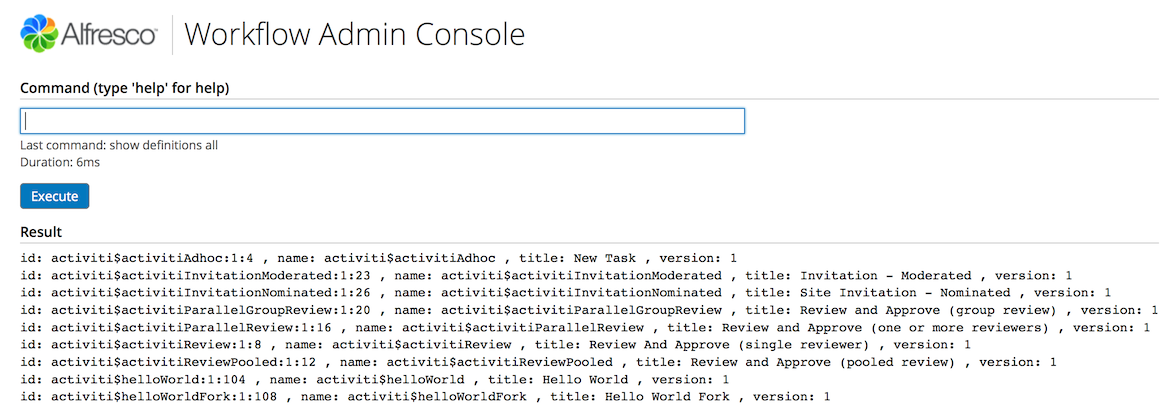 Alfresco Workflow Admin Console
Command (type 'help' for help)
Last command: show definitions all
Duration: 6ms
Execute
Result
id: activiti$activitiAdhoc:1:4 , name: activiti$activitiAdhoc , title: New Task , version: 1
id: activiti$activitiInvitationModerated:1:23 , name: activiti$activitiInvitationModerated , title: Invitation - Moderated , version: 1
id: activiti$activitiInvitationNominated:1:26 , name: activiti$activitiInvitationNominated , title: Site Invitation - Nominated , version: 1
id: activiti$activitiParallelGroupReview:1:20 , name: activiti$activitiParallelGroupReview , title: Review and Approve (group review) , version: 1
id: activiti$activitiParallelReview:1:16 , name: activiti$activitiParallelReview , title: Review and Approve (one or more reviewers) , version: 1
id: activiti$activitiReview:1:8 , name: activiti$activitiReview , title: Review And Approve (single reviewer) , version: 1
id: activiti$activitiReviewPooled:1:12 , name: activiti$activitiReviewPooled , title: Review and Approve (pooled review) , version: 1
id: activiti$helloWorld:1:104 , name: activiti$helloWorld , title: Hello World , version: 1
id: activiti$helloWorldFork:1:108 , name: activiti$helloWorldFork , title: Hello World Fork , version: 1